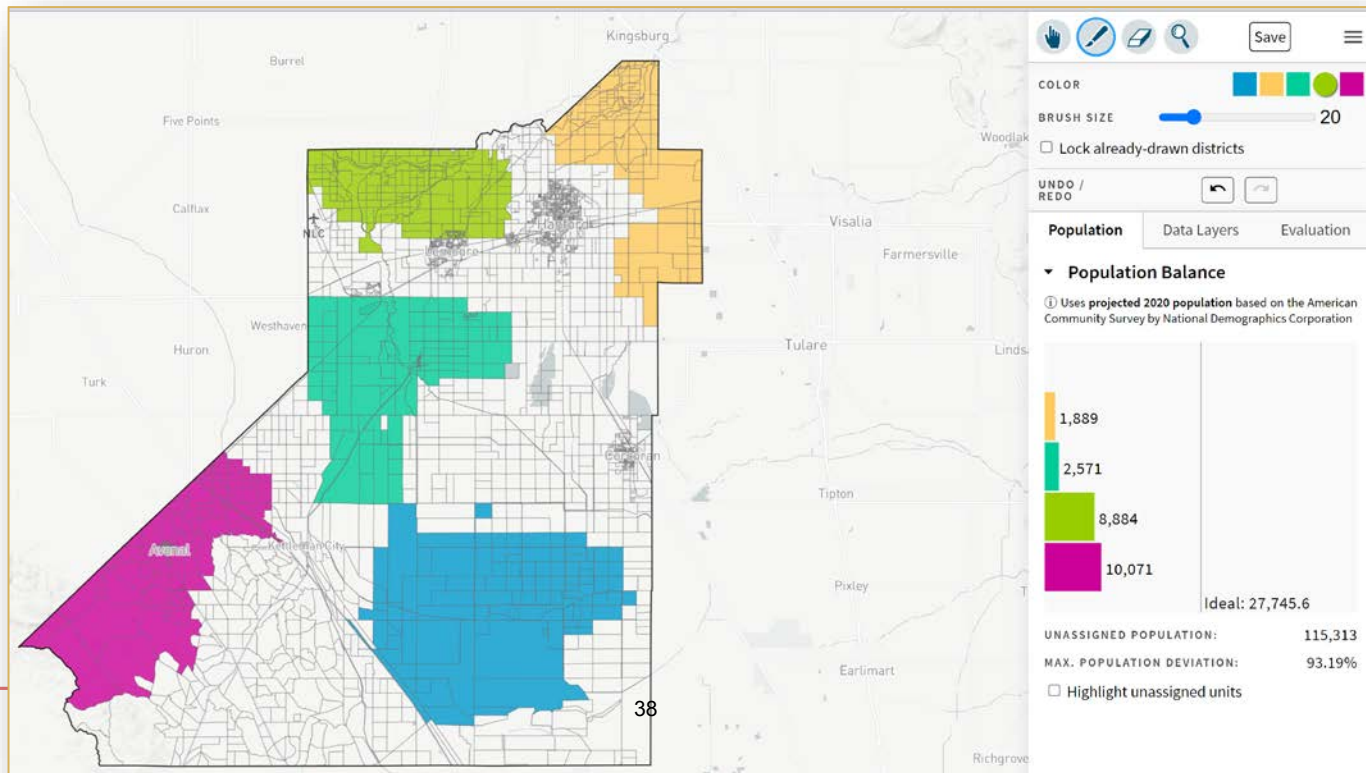 Kingsburg
Burrel
Five Points
Woodlak
Calflax
Visalia
NLC
Farmersville
Westhaven
Tulare
Huron
Linds
Turk
Corcoran
Tipton
Avenal
Kettleman City
Pixley
T
Earlimart
38
Richgrove
Save
COLOR
BRUSH SIZE
20
Lock already-drawn districts
UNDO /
REDO
Population
Data Layers
Evaluation
Population Balance
Uses projected 2020 population based on the American
Community Survey by National Demographics Corporation
1,889
2,571
8,884
10,071
Ideal: 27,745.6
UNASSIGNED POPULATION: 115,313
MAX. POPULATION DEVIATION: 93.19%
Highlight unassigned units